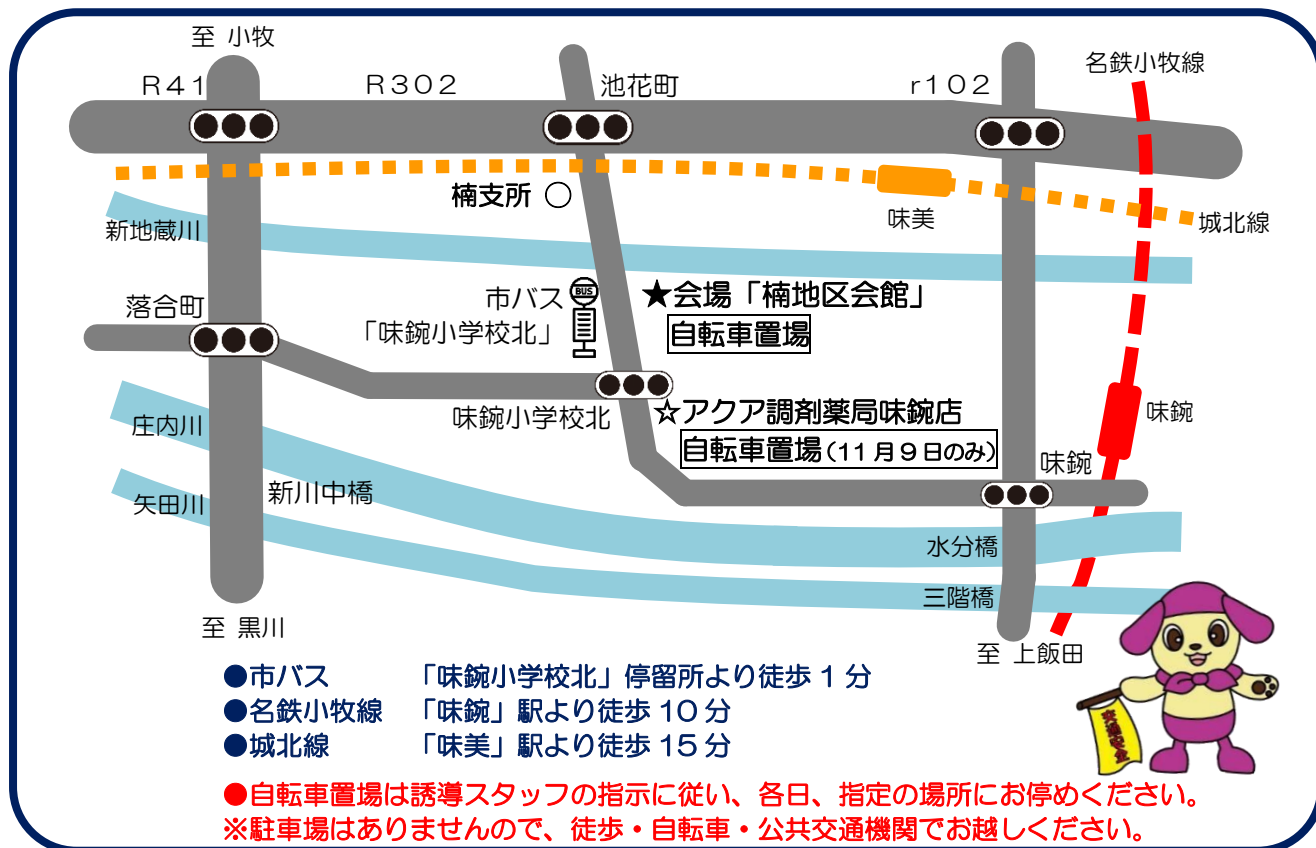 至 小牧
R41
R302
池花町
r102
名鉄小牧線
楠支所 ○
味美
城北線
新地蔵川
落合町
市バス
BUS
「味鋺小学校北」
★会場「楠地区会館」
自転車置場
味鋺小学校北
☆アクア調剤薬局味鋺店
自転車置場(11月9日のみ)
味鋺
味鋺
庄内川
新川中橋
矢田川
水分橋
三階橋
至 黒川
至 上飯田
●市バス 「味鋺小学校北」停留所より徒歩1分
●名鉄小牧線 「味鋺」駅より徒歩10分
●城北線 「味美」駅より徒歩15分
交通安全
●自転車置場は誘導スタッフの指示に従い、各日、指定の場所にお停めください。
※駐車場はありませんので、徒歩・自転車・公共交通機関でお越しください。